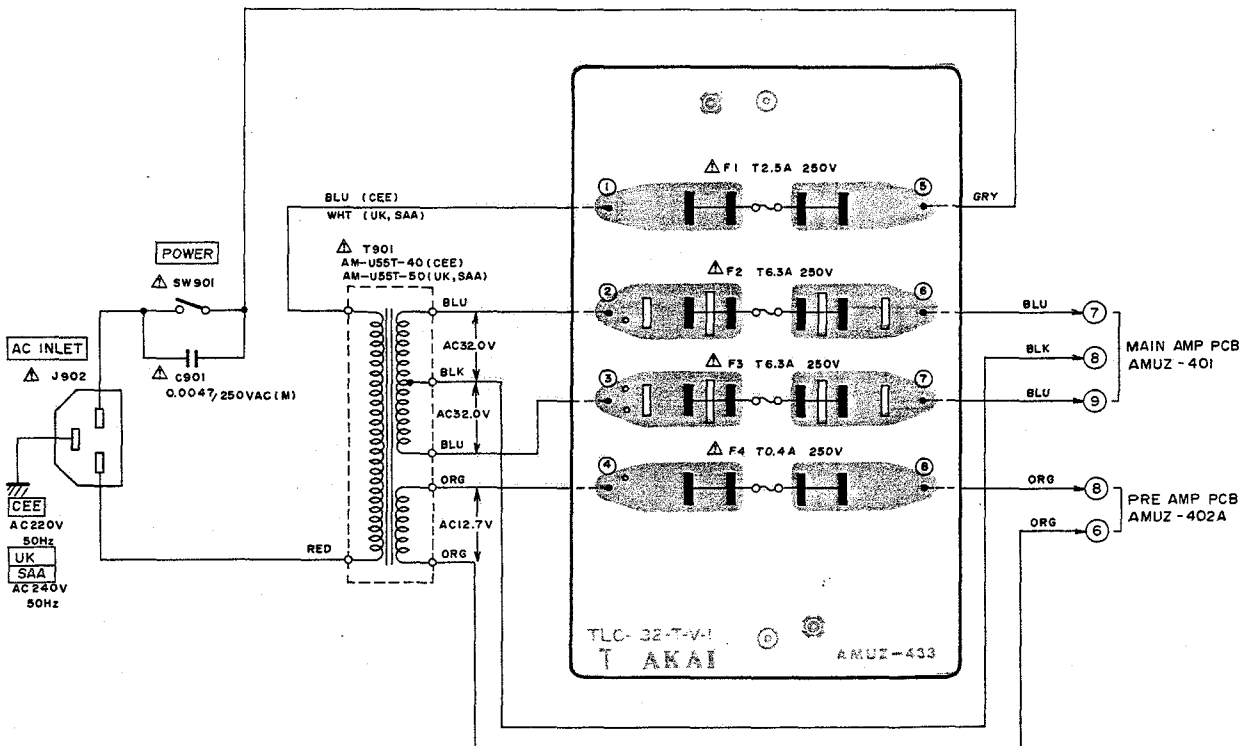 ⚠ F1 T2.5A 250V
①
⑤
GRY
BLU (CEE)
WHT (UK, SAA)
POWER
⚠ SW901
⚠ T901
AM-U55T-40 (CEE)
AM-U55T-50 (UK, SAA)
⚠ F2 T6.3A 250V
②
⑥
BLU
BLU
⑦
AC32.0V
AC INLET
⚠ J902
⚠ C901
0.0047/250VAC(M)
BLK
⚠ F3 T6.3A 250V
BLK
⑧
MAIN AMP PCB
AMUZ-401
③
⑦
AC32.0V
BLU
⑨
BLU
⚠ F4 T0.4A 250V
④
⑧
ORG
ORG
⑧
PRE AMP PCB
AMUZ-402A
AC12.7V
ORG
⑥
ORG
RED
CEE
AC220V
50Hz
UK
SAA
AC240V
50Hz
TLC-32-T-V-1
T AKAI
AMUZ-433